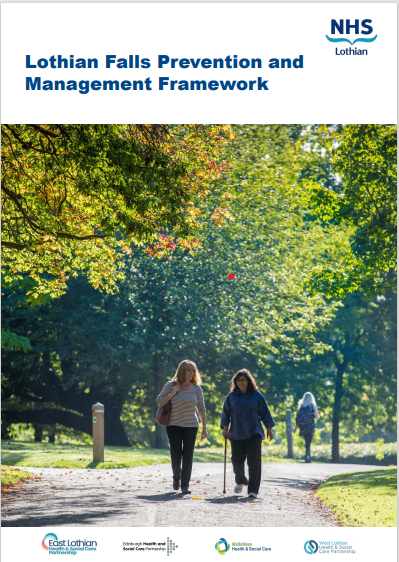 NHS
Lothian
Lothian Falls Prevention and
Management Framework
East Lothian
Health & Social Care
Partnership
Edinburgh Health and
Social Care Partnership
Midlothian
Health & Social Care
West Lothian
Health & Social Care
Partnership